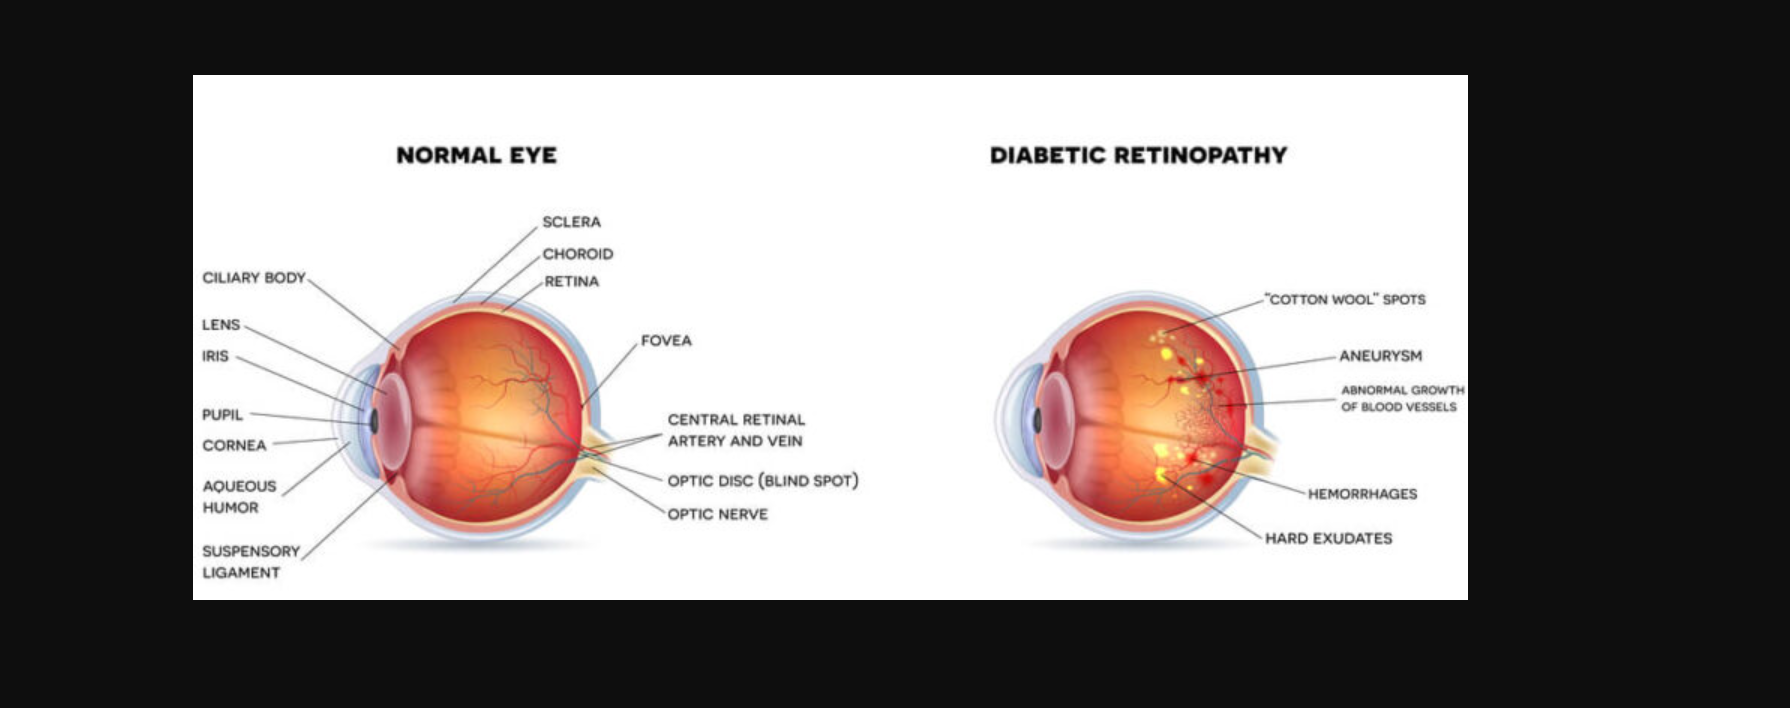 NORMAL EYE
SCLERA
CHOROID
RETINA
CILIARY BODY
LENS
IRIS
PUPIL
CORNEA
AQUEOUS
HUMOR
SUSPENSORY
LIGAMENT
FOVEA
CENTRAL RETINAL
ARTERY AND VEIN
OPTIC DISC (BLIND SPOT)
OPTIC NERVE
DIABETIC RETINOPATHY
"COTTON WOOL" SPOTS
ANEURYSM
ABNORMAL GROWTH
OF BLOOD VESSELS
HEMORRHAGES
HARD EXUDATES